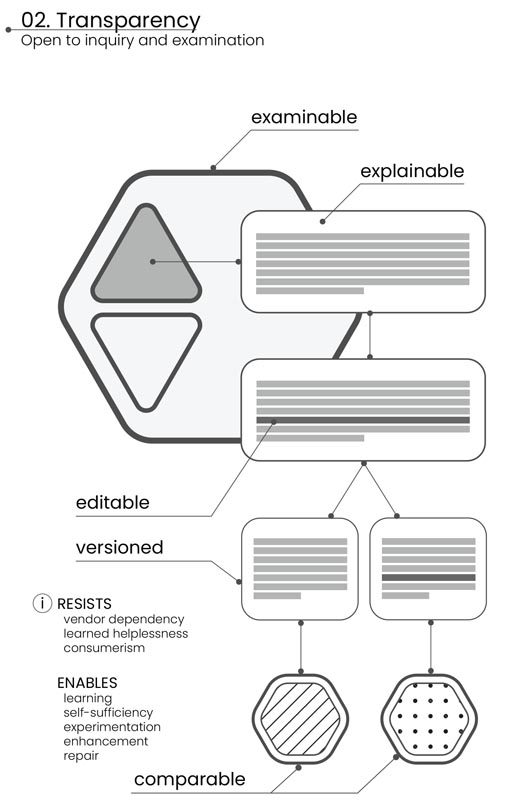 02. Transparency
Open to inquiry and examination
examinable
explainable
editable
versioned
i RESISTS
vendor dependency
learned helplessness
consumerism
ENABLES
learning
self-sufficiency
experimentation
enhancement
repair
comparable